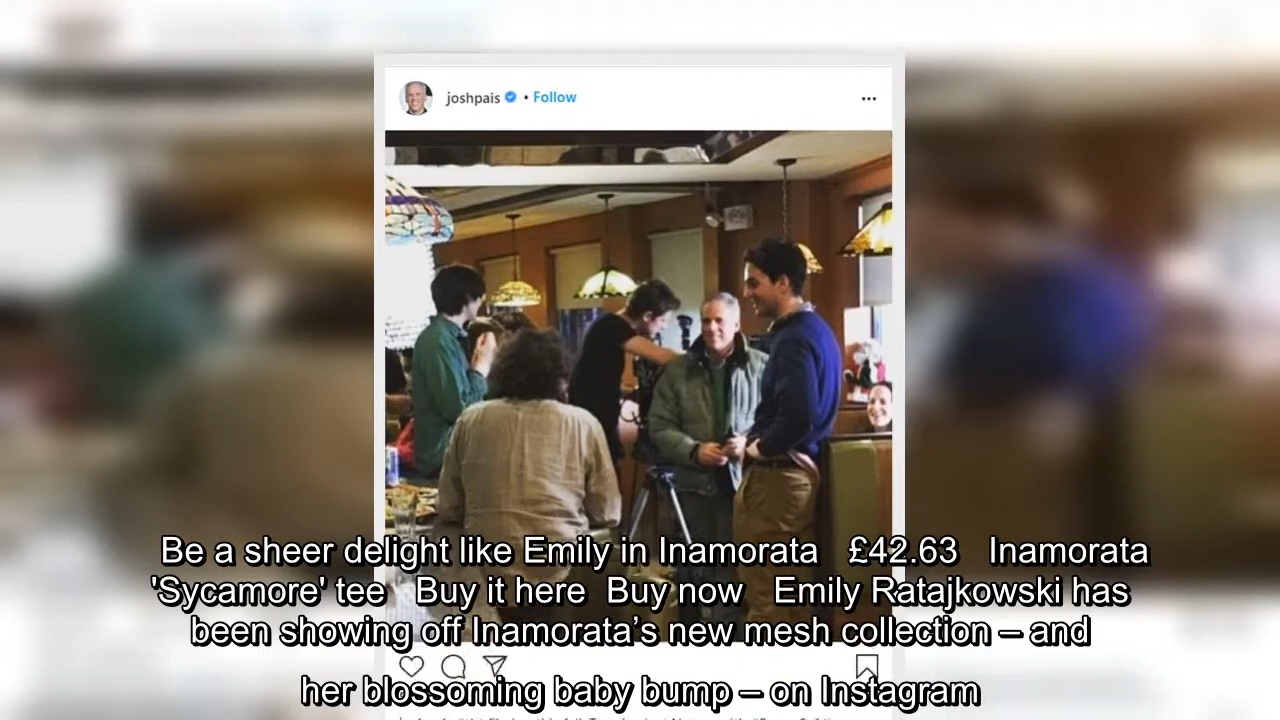 joshpais • Follow
Be a sheer delight like Emily in Inamorata £42.63 Inamorata
'Sycamore' tee Buy it here Buy now Emily Ratajkowski has
been showing off Inamorata’s new mesh collection – and
her blossoming baby bump – on Instagram